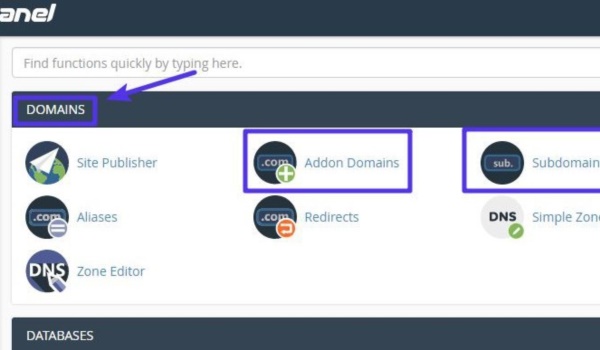 anel
Find functions quickly by typing here.
DOMAINS
Site Publisher
.com
Addon Domains
sub.
Subdomain
.com
Aliases
.com
Redirects
DNS
Simple Zon
DNS
Zone Editor
DATABASES